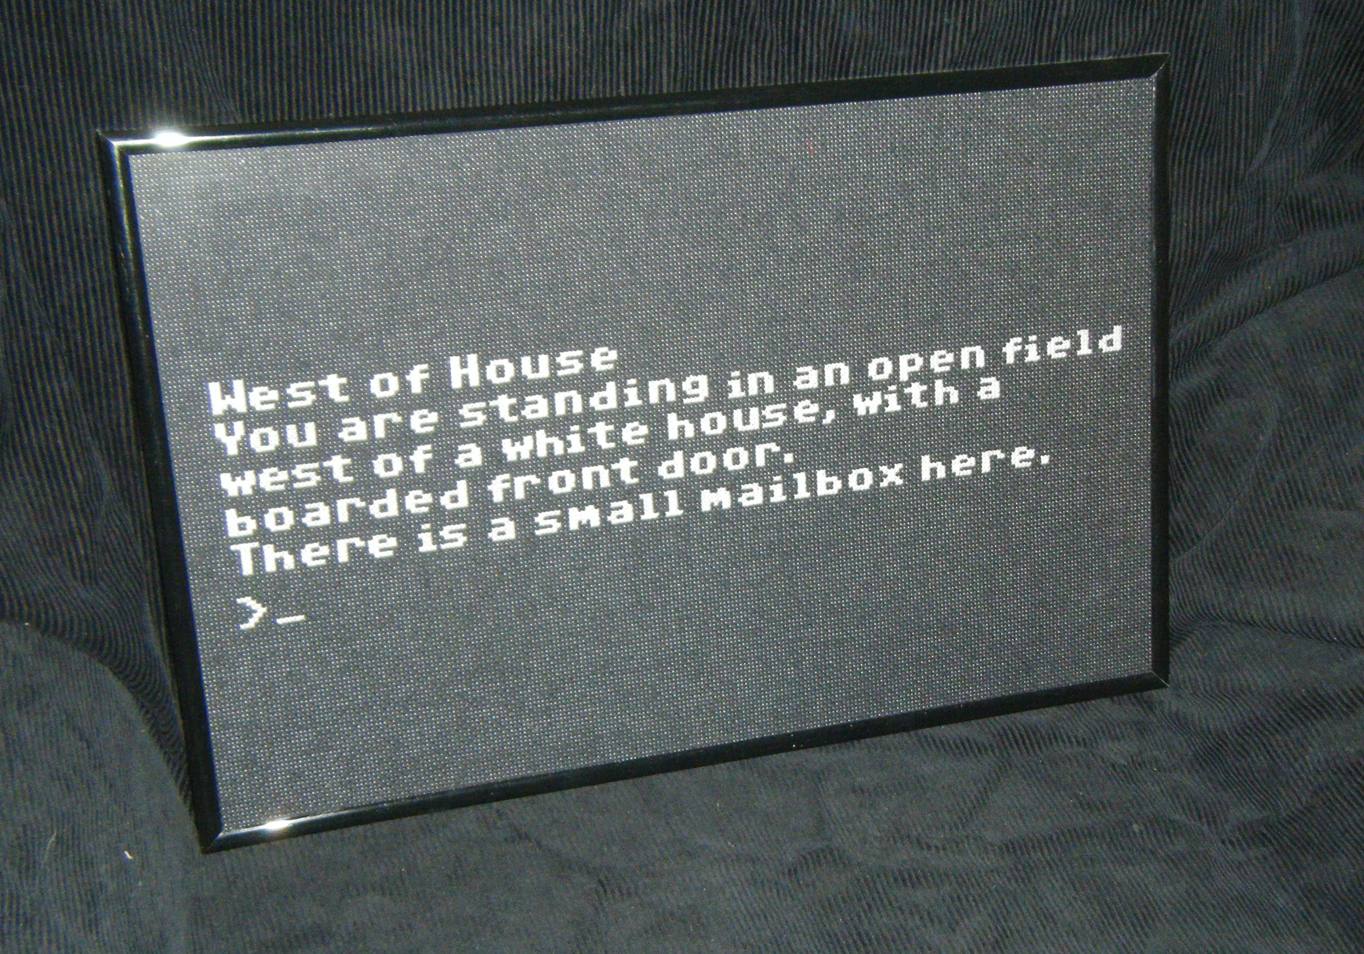 West of House
You are standing in an open field
west of a white house, with a
boarded front door.
There is a small mailbox here.
>_